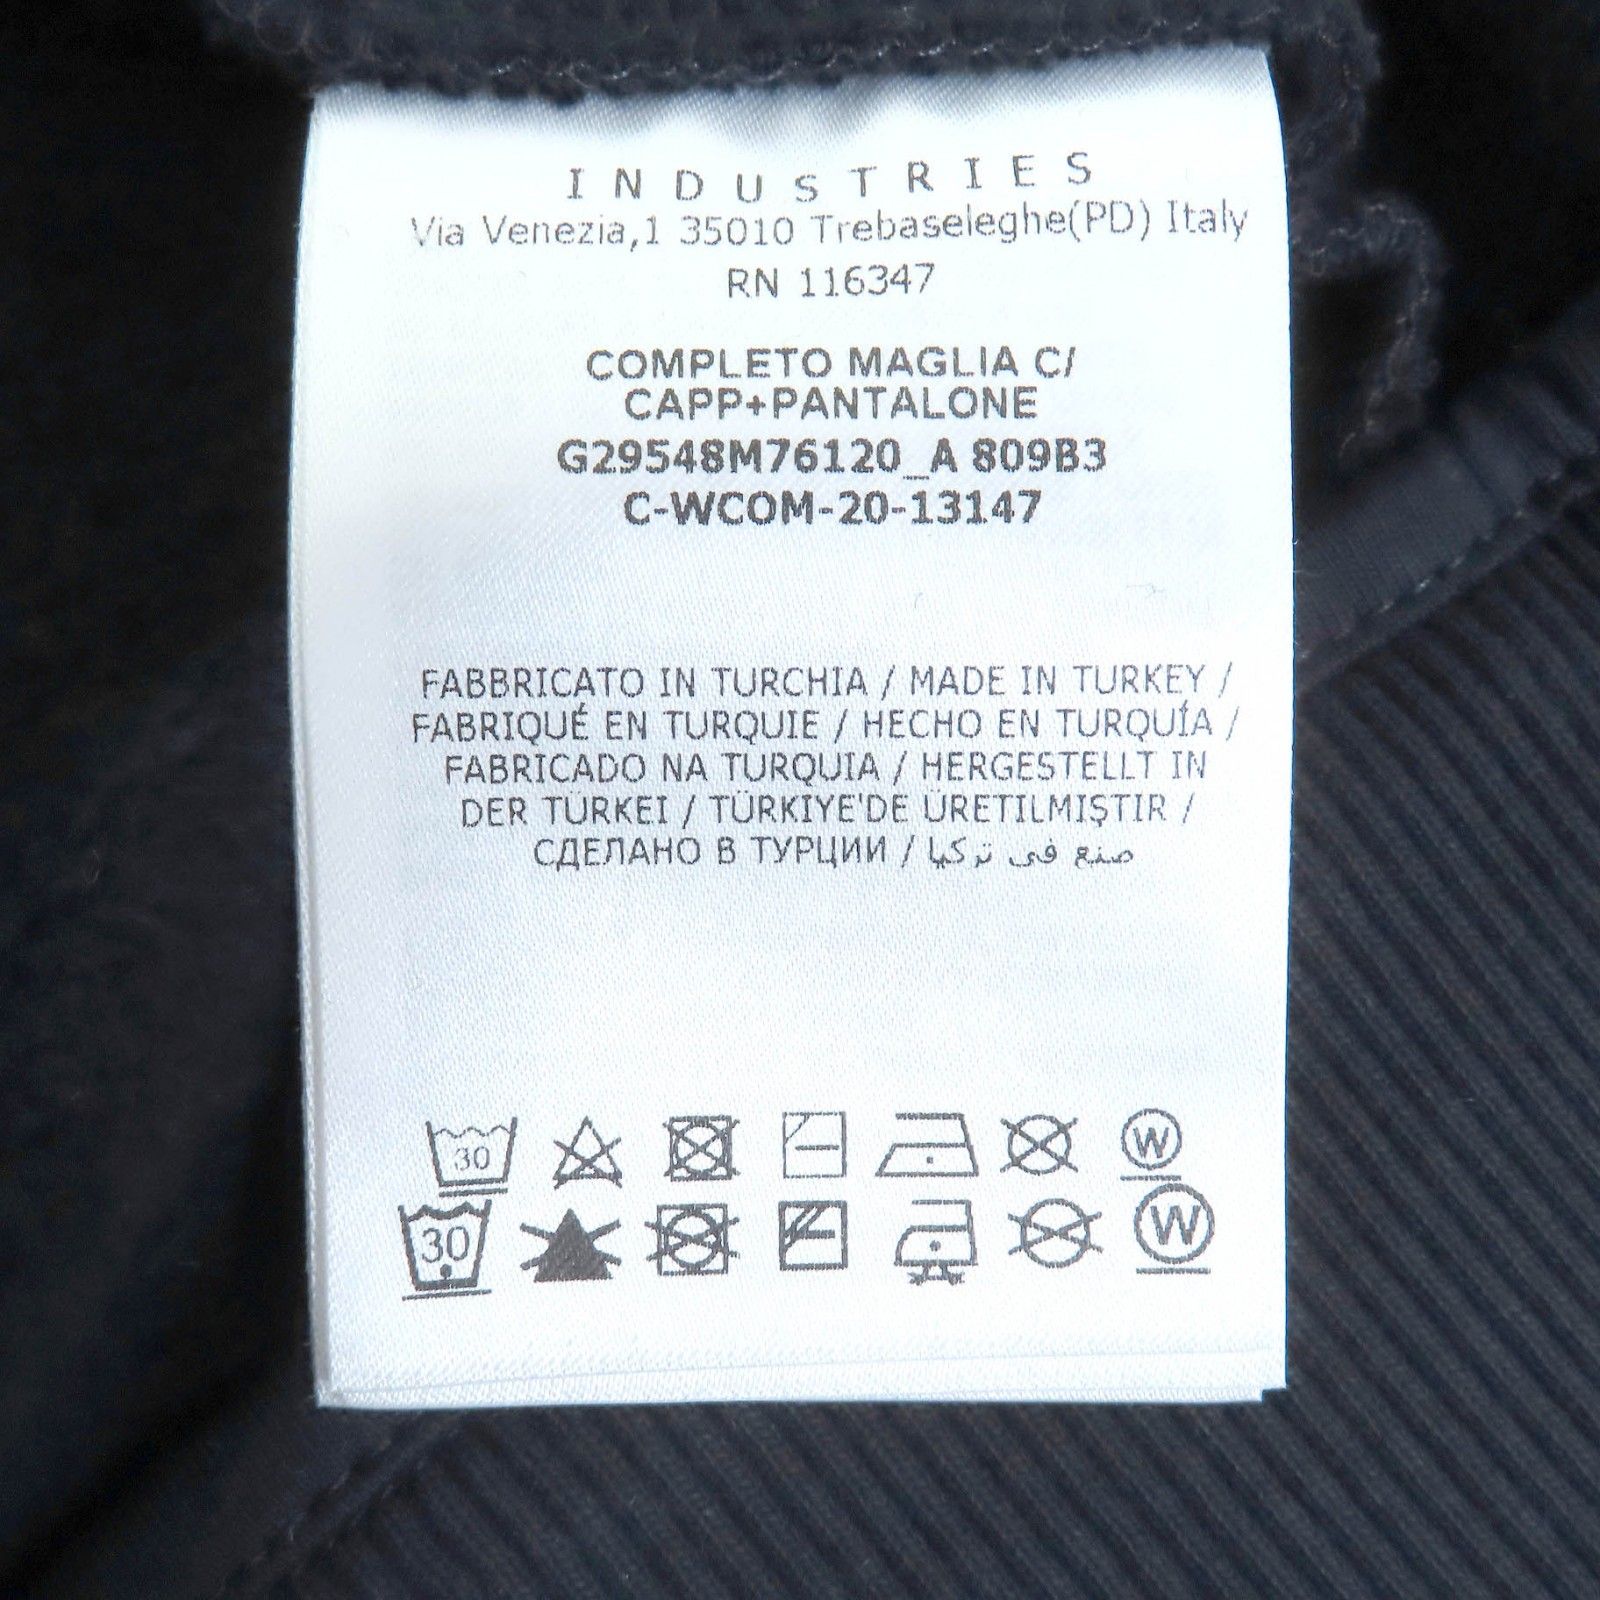 INDUSTRIES
Via Venezia,1 35010 Trebaseleghe(PD) Italy
RN 116347
COMPLETO MAGLIA C/
CAPP+PANTALONE
G29548M76120_A 809B3
C-WCOM-20-13147
FABBRICATO IN TURCHIA / MADE IN TURKEY /
FABRIQUÉ EN TURQUIE / HECHO EN TURQUÍA /
FABRICADO NA TURQUIA / HERGESTELLT IN
DER TÜRKEI / TÜRKIYE'DE ÜRETILMIŞTIR /
СДЕЛАНО В ТУРЦИИ / صنع في تركيا
30 W
30 W